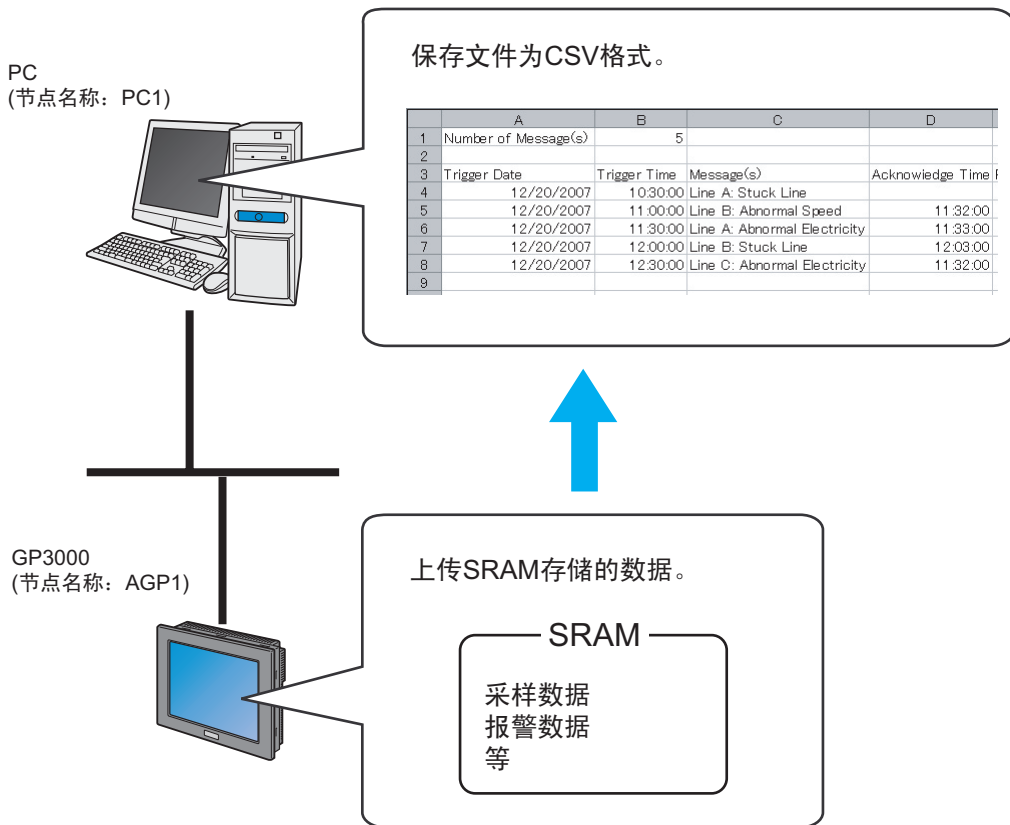 保存文件为CSV格式。
PC
(节点名称：PC1)
A B C D
1 Number of Message(s) 5
2
3 Trigger Date Trigger Time Message(s) Acknowiedge Time
4 12/20/2007 10:30:00 Line A: Stuck Line
5 12/20/2007 11:00:00 Line B: Abnormal Speed 11:32:00
6 12/20/2007 11:30:00 Line A: Abnormal Electricity 11:33:00
7 12/20/2007 12:00:00 Line B: Stuck Line 12:03:00
8 12/20/2007 12:30:00 Line C: Abnormal Electricity 11:32:00
9
GP3000
(节点名称：AGP1)
上传SRAM存储的数据。
SRAM
采样数据
报警数据
等